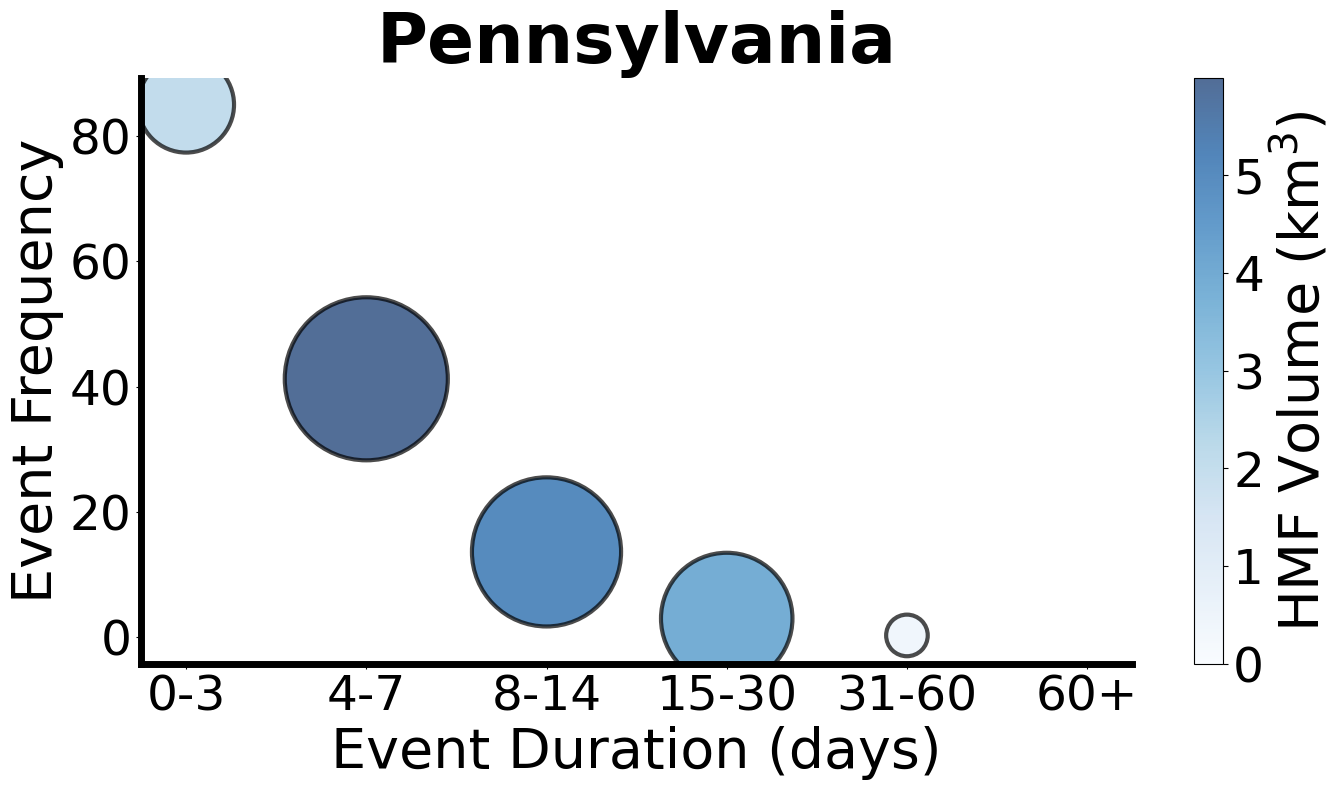 Pennsylvania
Event Frequency
80
60
40
20
0
0-3 4-7 8-14 15-30 31-60 60+
Event Duration (days)
5
4
3
2
1
0
HMF Volume (km³)